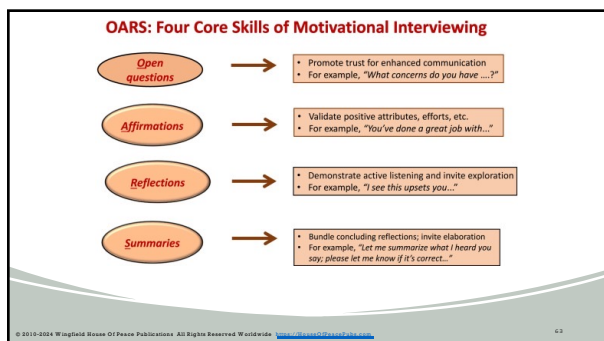 OARS: Four Core Skills of Motivational Interviewing
Open
questions
• Promote trust for enhanced communication
• For example, “What concerns do you have ….?”
Affirmations
• Validate positive attributes, efforts, etc.
• For example, “You’ve done a great job with...”
Reflections
• Demonstrate active listening and invite exploration
• For example, “I see this upsets you...”
Summaries
• Bundle concluding reflections; invite elaboration
• For example, “Let me summarize what I heard you
say; please let me know if it’s correct...”
© 2010-2024 Wingfield House Of Peace Publications All Rights Reserved Worldwide https://HouseOfPeacePubs.com
63